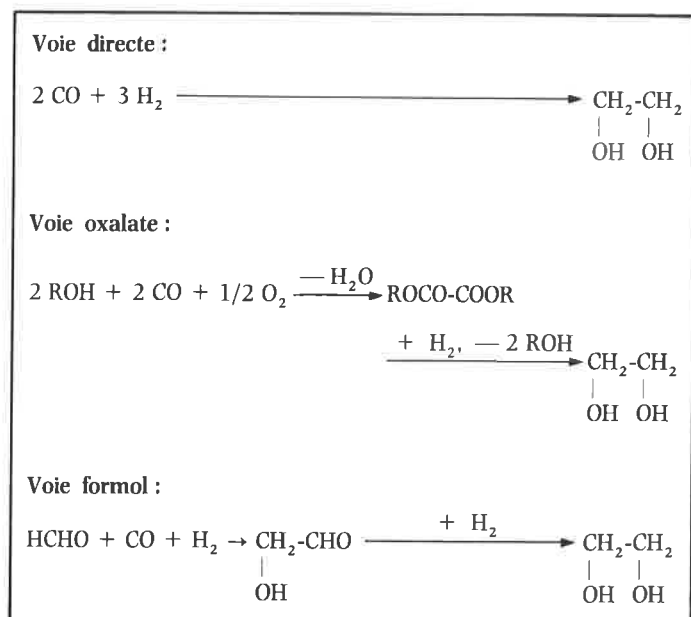 Voie directe :
2 CO + 3 H₂ ⟶ CH₂-CH₂
| |
OH OH
Voie oxalate :
2 ROH + 2 CO + 1/2 O₂ — H₂O ⟶ ROCO-COOR
+ H₂, — 2 ROH ⟶ CH₂-CH₂
| |
OH OH
Voie formol :
HCHO + CO + H₂ → CH₂-CHO + H₂ ⟶ CH₂-CH₂
| | |
OH OH OH